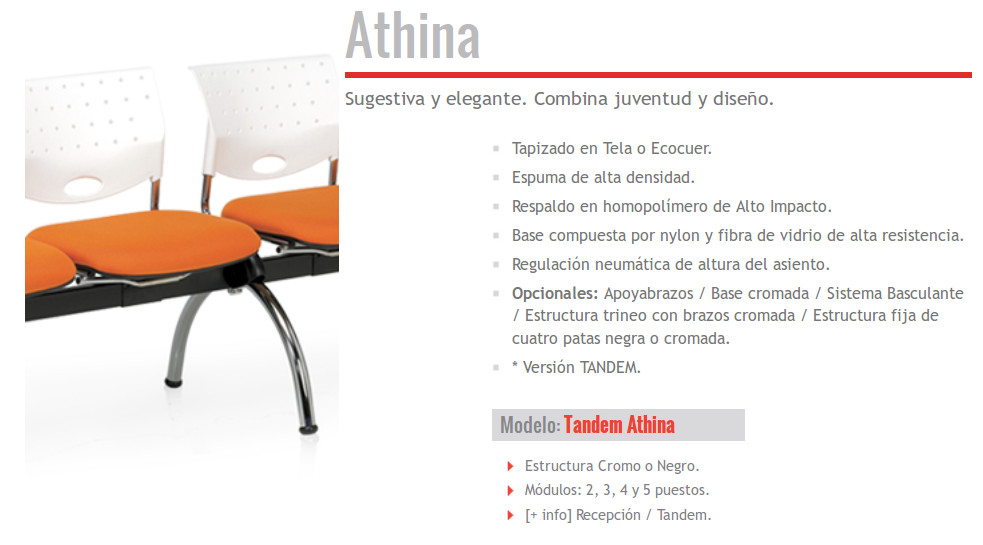 Athina
Sugestiva y elegante. Combina juventud y diseño.
Tapizado en Tela o Ecocuer.
Espuma de alta densidad.
Respaldo en homopolímero de Alto Impacto.
Base compuesta por nylon y fibra de vidrio de alta resistencia.
Regulación neumática de altura del asiento.
Opcionales: Apoyabrazos / Base cromada / Sistema Basculante
/ Estructura trineo con brazos cromada / Estructura fija de
cuatro patas negra o cromada.
* Versión TANDEM.
Modelo: Tandem Athina
Estructura Cromo o Negro.
Módulos: 2, 3, 4 y 5 puestos.
[+ info] Recepción / Tandem.